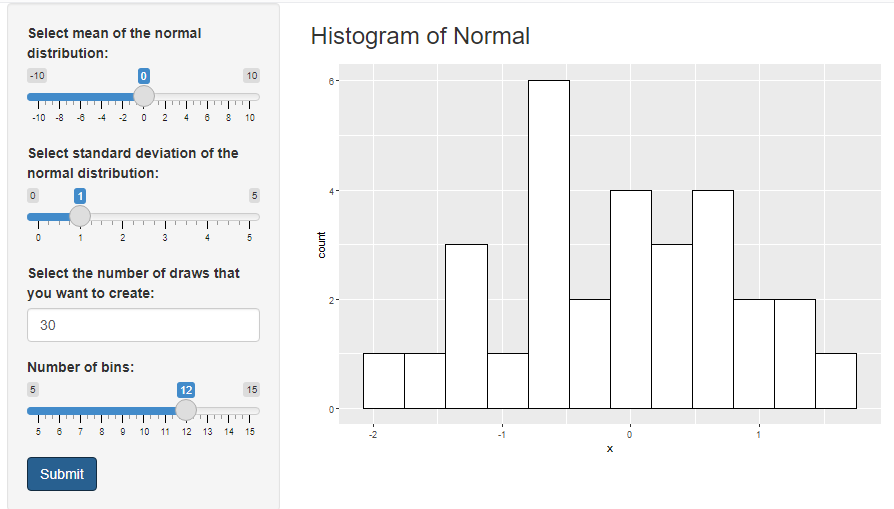 Select mean of the normal
distribution:
-10 0 10
-10 -8 -6 -4 -2 0 2 4 6 8 10
Select standard deviation of the
normal distribution:
0 1 5
0 1 2 3 4 5
Select the number of draws that
you want to create:
30
Number of bins:
5 12 15
5 6 7 8 9 10 11 12 13 14 15
Submit
Histogram of Normal
6
4
2
0
count
-2 -1 0 1
x